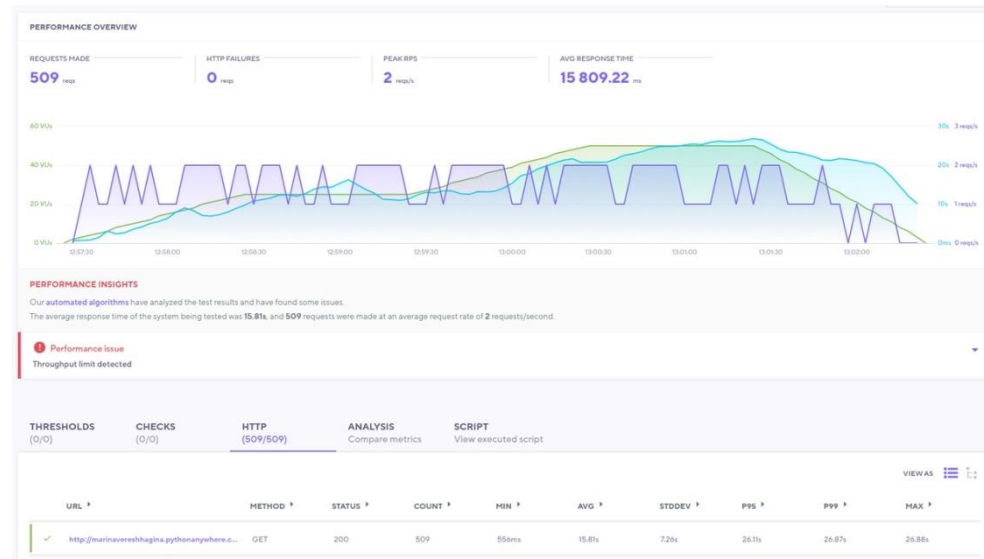 PERFORMANCE OVERVIEW
REQUESTS MADE HTTP FAILURES PEAK RPS AVG RESPONSE TIME
509 reqs 0 reqs 2 reqs/s 15 809.22 ms
60 VUs 30s 3 reqs/s
40 VUs 20s 2 reqs/s
20 VUs 10s 1 reqs/s
0 VUs 0ms 0 reqs/s
12:57:30 12:58:00 12:58:30 12:59:00 12:59:30 13:00:00 13:00:30 13:01:00 13:01:30 13:02:00
PERFORMANCE INSIGHTS
Our automated algorithms have analyzed the test results and have found some issues.
The average response time of the system being tested was 15.81s, and 509 requests were made at an average request rate of 2 requests/second.
Performance issue
Throughput limit detected
THRESHOLDS CHECKS HTTP ANALYSIS SCRIPT
(0/0) (0/0) (509/509) Compare metrics View executed script
VIEW AS
URL METHOD STATUS COUNT MIN AVG STDDEV P95 P99 MAX
http://marinavereshhagina.pythonanywhere.c... GET 200 509 556ms 15.81s 7.26s 26.11s 26.87s 26.88s